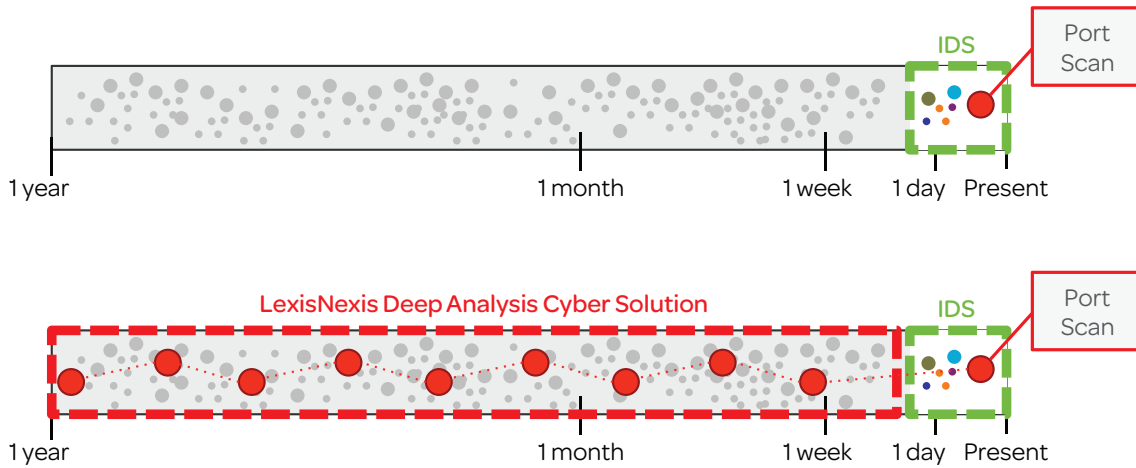 IDS
Port
Scan
1 year
1 month
1 week
1 day
Present
LexisNexis Deep Analysis Cyber Solution
IDS
Port
Scan
1 year
1 month
1 week
1 day
Present